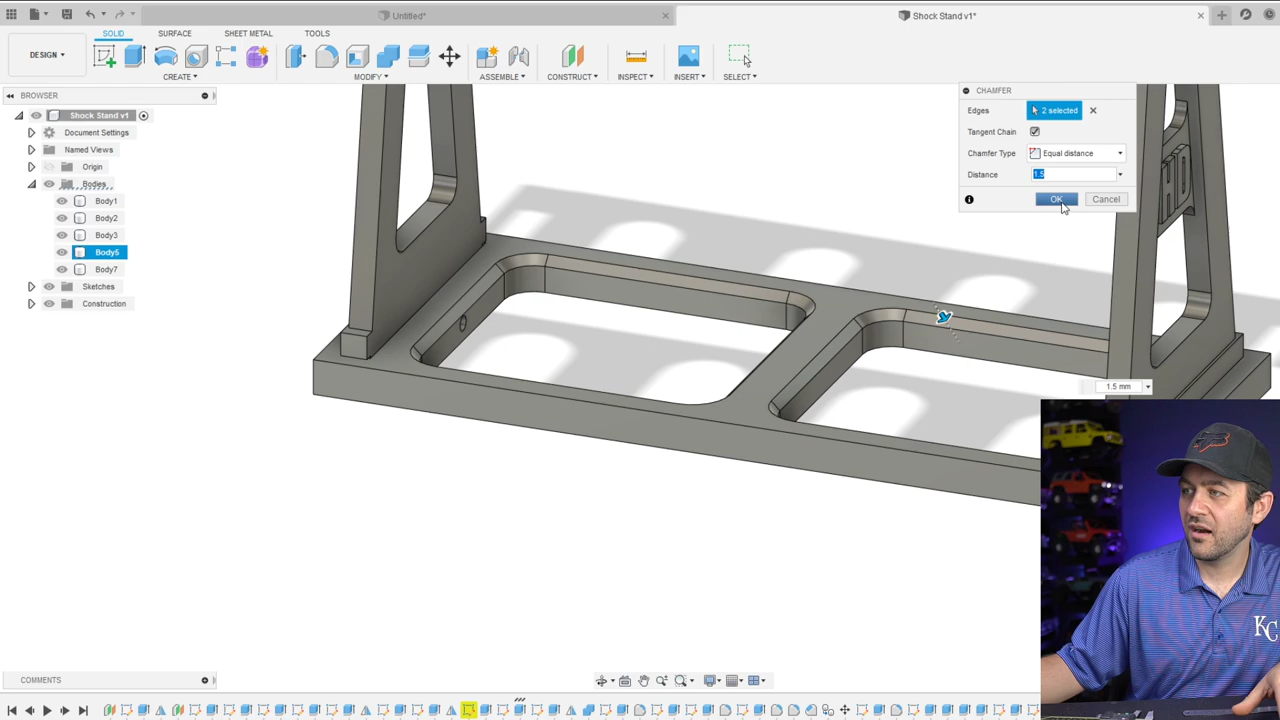 Untitled*
Shock Stand v1*
SOLID
SURFACE
SHEET METAL
TOOLS
DESIGN
CREATE
MODIFY
ASSEMBLE
CONSTRUCT
INSPECT
INSERT
SELECT
BROWSER
Shock Stand v1
Document Settings
Named Views
Origin
Bodies
Body1
Body2
Body3
Body5
Body7
Sketches
Construction
CHAMFER
Edges
2 selected
Tangent Chain
Chamfer Type
Equal distance
Distance
1.5
OK
Cancel
HD
1.5 mm
KC
COMMENTS